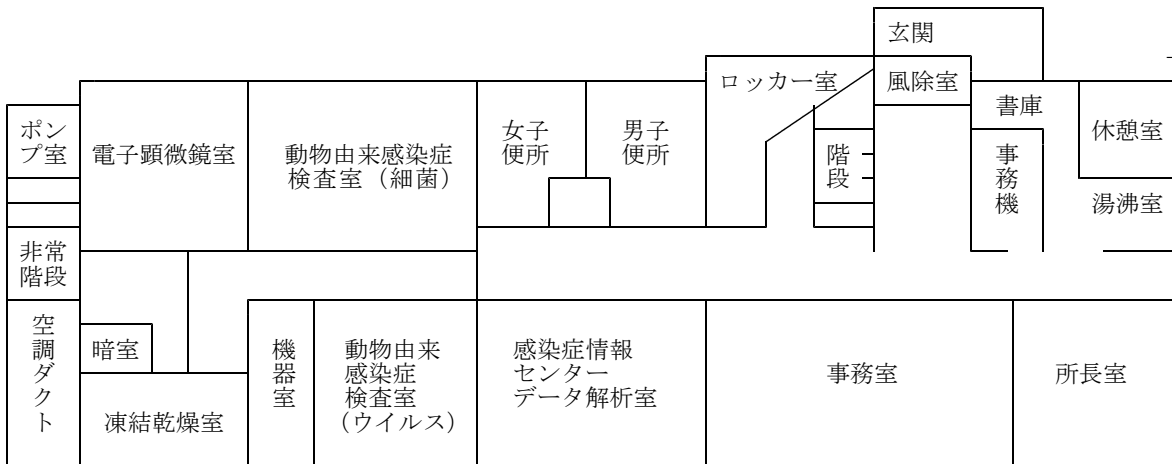 玄関
ロッカー室
風除室
書庫
休憩室
ポン
プ室
電子顕微鏡室
動物由来感染症
検査室（細菌）
女子
便所
男子
便所
階段
事務機
湯沸室
非常
階段
空調ダクト
暗室
凍結乾燥室
機器室
動物由来
感染症
検査室
（ウイルス）
感染症情報
センター
データ解析室
事務室
所長室